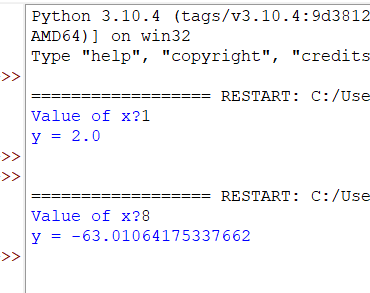 Python 3.10.4 (tags/v3.10.4:9d3812
AMD64)] on win32
Type "help", "copyright", "credits
>>
================== RESTART: C:/Use
Value of x?1
y = 2.0
>>
>>
================== RESTART: C:/Use
Value of x?8
y = -63.01064175337662
>>